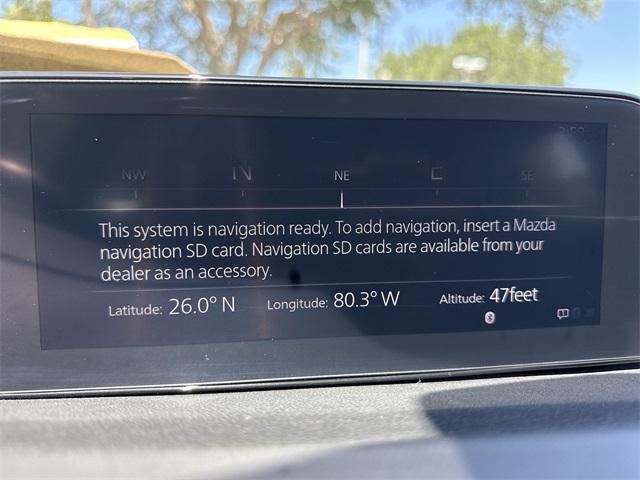 NW N NE E SE
This system is navigation ready. To add navigation, insert a Mazda
navigation SD card. Navigation SD cards are available from your
dealer as an accessory.
Latitude: 26.0° N Longitude: 80.3° W Altitude: 47feet